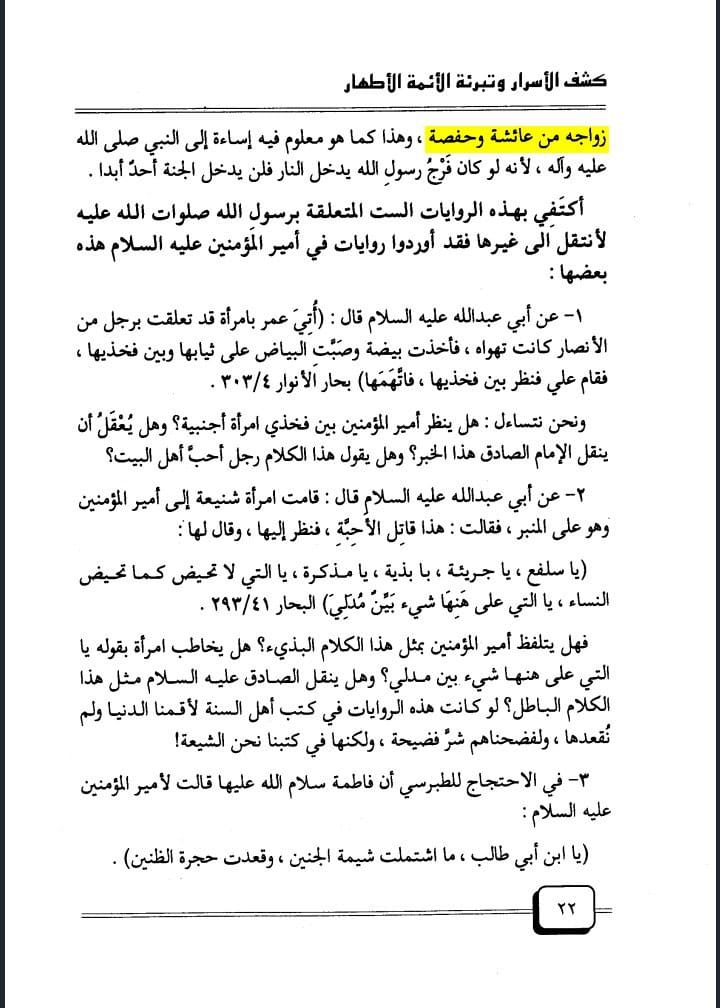 كشف الأسرار وتبرئة الأئمة الأطهار
زواجه من عائشة وحفصة ، وهذا كما هو معلوم فيه إساءة إلى النبي صلى الله
عليه وآله ، لأنه لو كان فَرْجُ رسولِ الله يدخل النار فلن يدخل الجنة أحدٌ أبدا .
أكتَفِي بهذه الروايات الست المتعلقة برسولِ الله صلوات الله عليه
لأنتقل الى غيرها فقد أوردوا روايات في أمير المؤمنين عليه السلام هذه
بعضها :
١- عن أبي عبدالله عليه السلام قال : (أُتِيَ عمر بامرأة قد تعلقت برجل من
الأنصار كانت تهواه ، فأخذت بيضة وصَبَّتِ البياض على ثيابها وبين فخذيها ،
فقام علي فنظر بين فخذيها ، فاتَّهَمَها) بحار الأنوار ٣٠٣/٤ .
ونحن نتساءل : هل ينظر أمير المؤمنين بين فخذي امرأة أجنبية؟ وهل يُعْقَلُ أن
ينقل الإمام الصادق هذا الخبر؟ وهل يقول هذا الكلام رجل أحبَّ أهل البيت؟
٢- عن أبي عبدالله عليه السلام قال : قامت امرأة شنيعة إلى أمير المؤمنين
وهو على المنبر ، فقالت : هذا قاتِل الأحِبَّةِ ، فنظر إليها ، وقال لها :
(يا سلفع ، يا جريئة ، با بذية ، يا مذكرة ، يا التي لا تحيض كما تحيض
النساء ، يا التي على هَنِهَا شيء بَيِّنٌ مُدَلِيَ) البحار ٢٩٣/٤١ .
فهل يتلفظ أمير المؤمنين بمثل هذا الكلام البذيء؟ هل يخاطب امرأة بقوله يا
التي على هنها شيء بين مدلي؟ وهل ينقل الصادق عليه السلام مثل هذا
الكلام الباطل؟ لو كانت هذه الروايات في كتب أهل السنة لأقمنا الدنيا ولم
نُقعدها ، ولفضحناهم شرَّ فضيحة ، ولكنها في كتبنا نحن الشيعة!
٣- في الاحتجاج للطبرسي أن فاطمة سلام الله عليها قالت لأمير المؤمنين
عليه السلام :
(يا ابن أبي طالب ، ما اشتملت شيمة الجنين ، وقعدت حجرة الظنين) .
٢٢